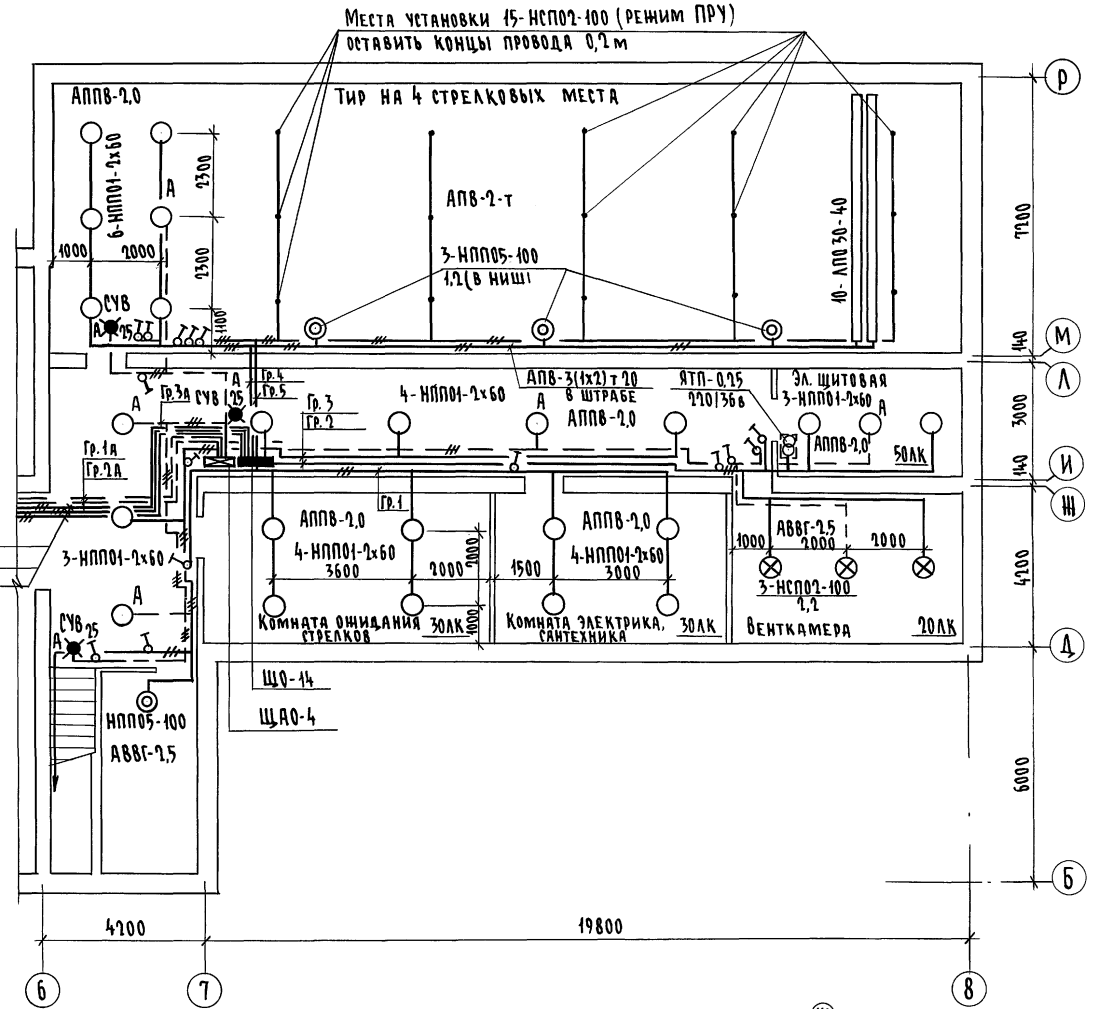 Места установки 15-НСП02-100 (режим ПРУ)
оставить концы провода 0,2 м
АППВ-2,0
Тир на 4 стрелковых места
6-НПП01-2х60
А
2300
2300
1100
1000
2000
АПВ-2-т
3-НПП05-100
1,2(в ниши
10-ЛПО30-40
СУВ
А
25
Р
7200
М
140
Л
3000
И
140
Ж
4200
Д
6000
Б
Гр.4
Гр.5
А
Гр.3А
СУВ
25
А
Гр.3
Гр.2
4-НПП01-2х60
АПВ-3(1х2)т20
в штрабе
ЯТП-0,25
220/36в
Эл. щитовая
3-НПП01-2х60
А
АППВ-2,0
А
АППВ-2,0
50лк
Гр.1А
Гр.2А
Гр.1
АППВ-2,0
4-НПП01-2х60
3600
2000
2000
1000
АППВ-2,0
4-НПП01-2х60
1500
3000
АВВГ-2,5
1000
2000
2000
3-НСП02-100
2,2
3-НПП01-2х60
А
СУВ
А
25
Комната ожидания
стрелков
30лк
Комната электрика,
сантехника
30лк
Венткамера
20лк
ЩО-14
ЩАО-4
НПП05-100
АВВГ-2,5
4200
19800
6
7
8